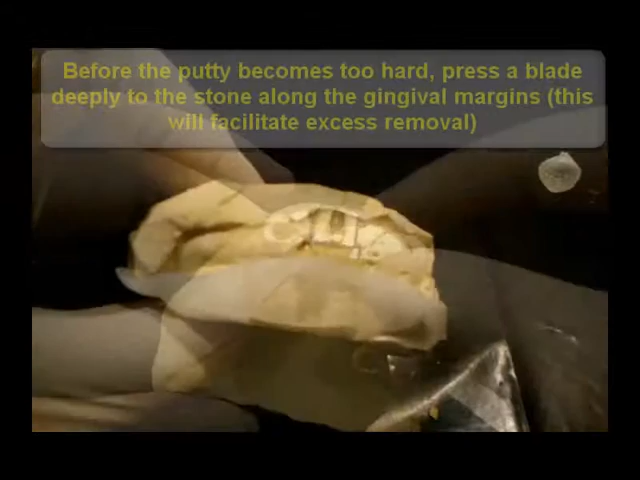 Before the putty becomes too hard, press a blade
deeply to the stone along the gingival margins (this
will facilitate excess removal)